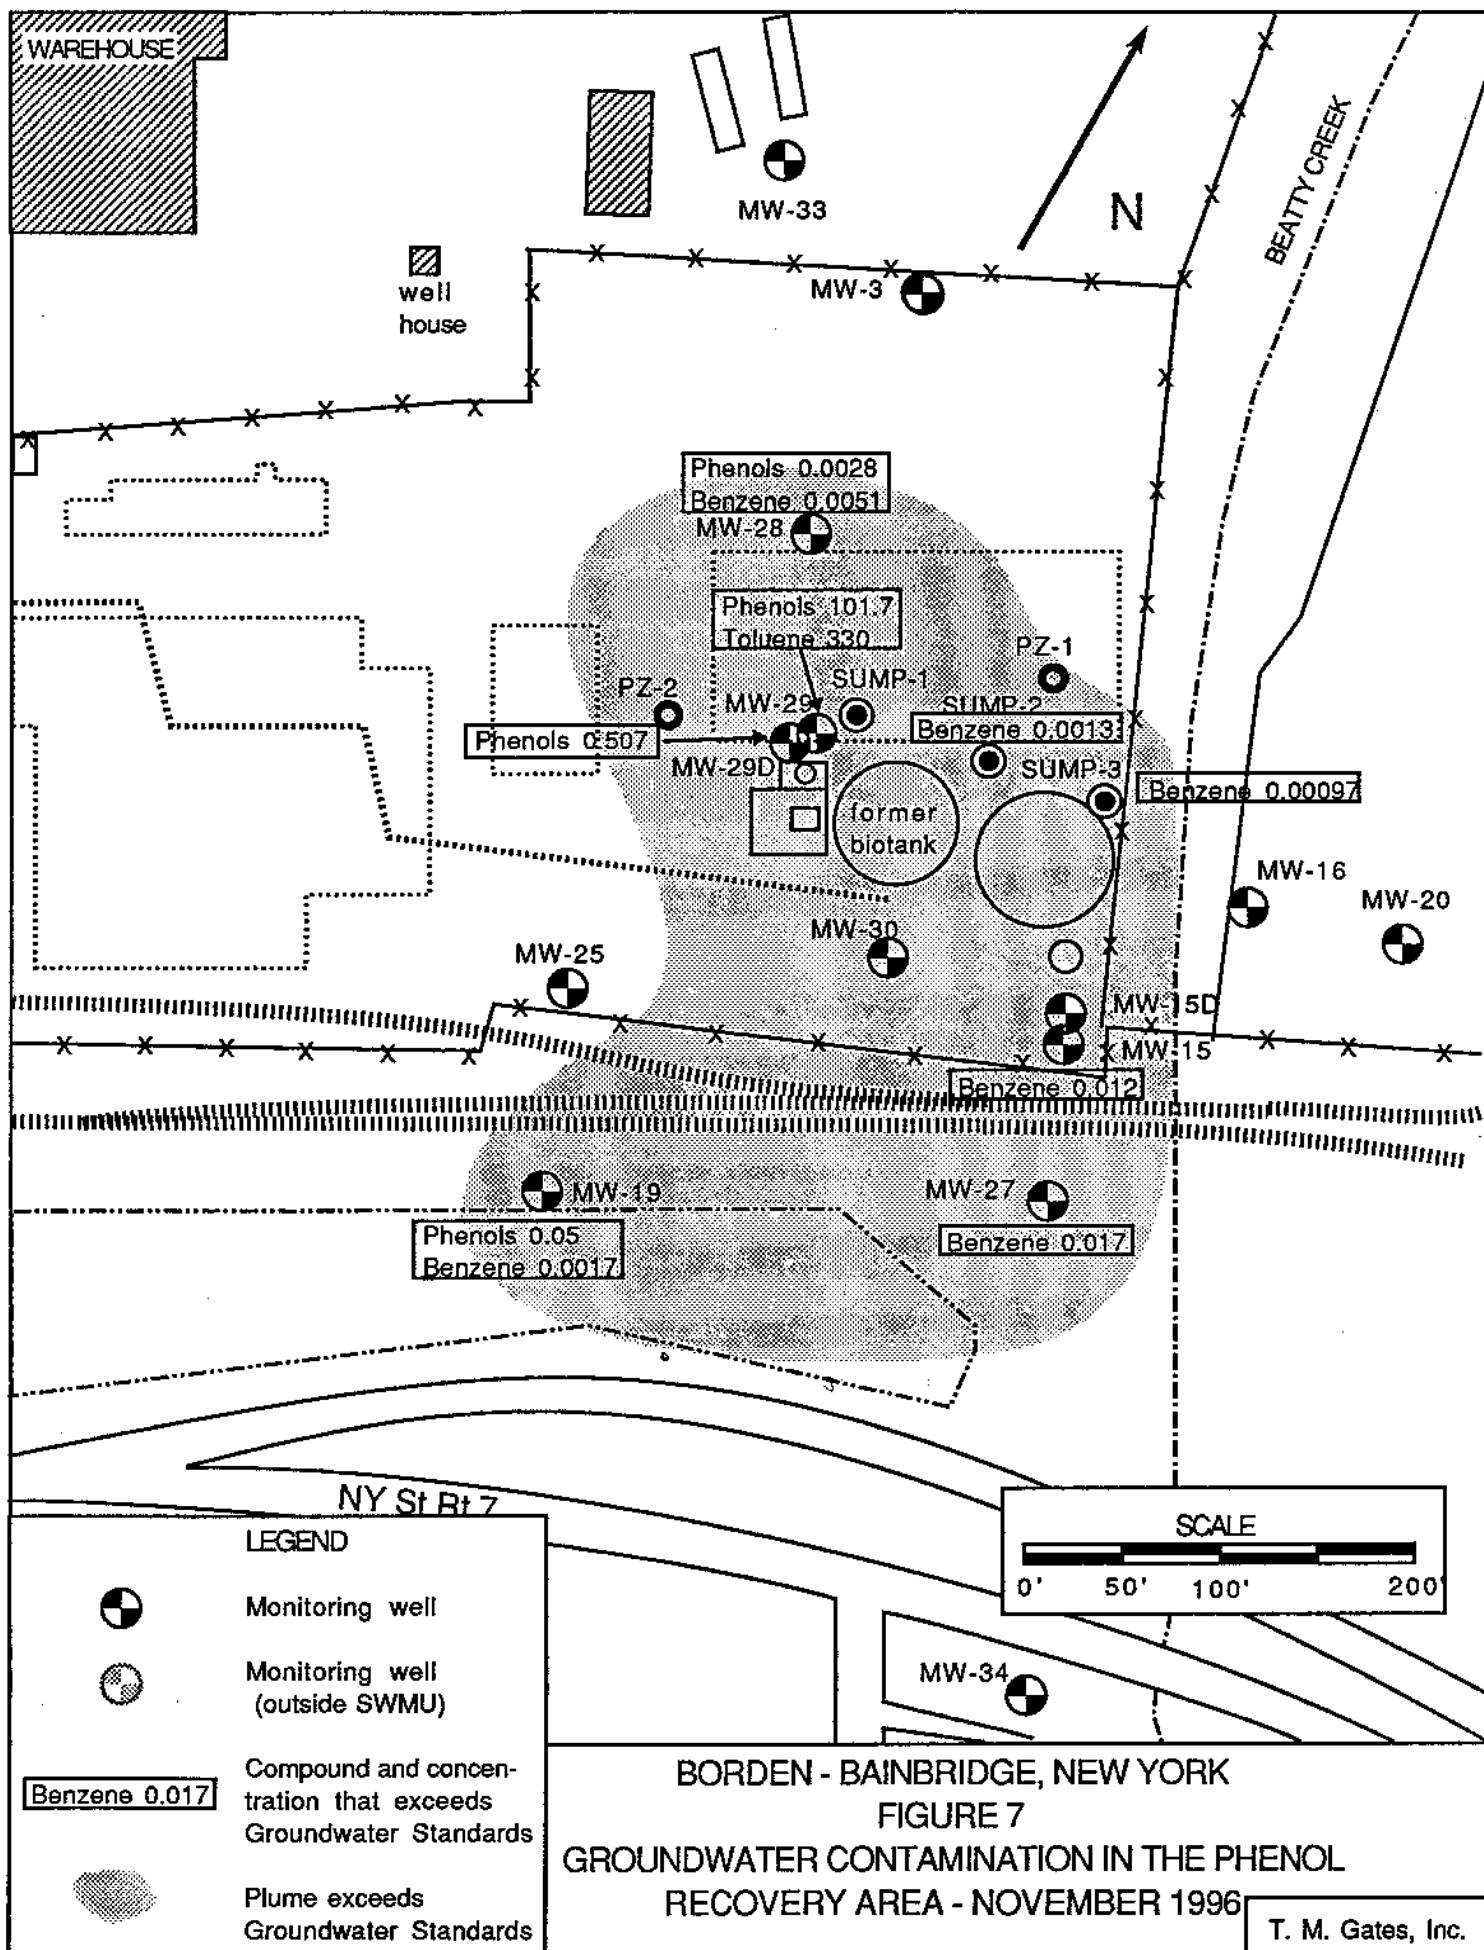 WAREHOUSE
MW-33
N
BEATTY CREEK
well
house
MW-3
Phenols 0.0028
Benzene 0.0051
MW-28
Phenols 101.7
Toluene 330
PZ-1
PZ-2
SUMP-1
MW-29
SUMP-2
Benzene 0.0013
Phenols 0.507
MW-29D
SUMP-3
Benzene 0.00097
former
biotank
MW-16
MW-20
MW-30
MW-25
MW-15D
MW-15
Benzene 0.012
MW-19
MW-27
Phenols 0.05
Benzene 0.0017
Benzene 0.017
NY St Rt 7
SCALE
0' 50' 100' 200'
MW-34
LEGEND
Monitoring well
Monitoring well
(outside SWMU)
Benzene 0.017
Compound and concen-
tration that exceeds
Groundwater Standards
Plume exceeds
Groundwater Standards
BORDEN - BAINBRIDGE, NEW YORK
FIGURE 7
GROUNDWATER CONTAMINATION IN THE PHENOL
RECOVERY AREA - NOVEMBER 1996
T. M. Gates, Inc.